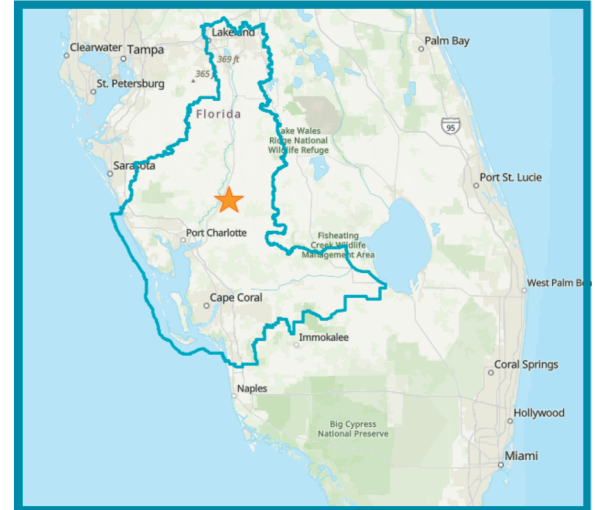 Lakeland
Palm Bay
Clearwater
Tampa
369 ft
365 f
St. Petersburg
Florida
95
Lake Wales
Ridge National
Wildlife Refuge
Sarasota
Port St. Lucie
Port Charlotte
Fisheating
Creek Wildlife
Management Area
West Palm Bea
Cape Coral
Immokalee
Coral Springs
Naples
Hollywood
Big Cypress
National Preserve
Miami